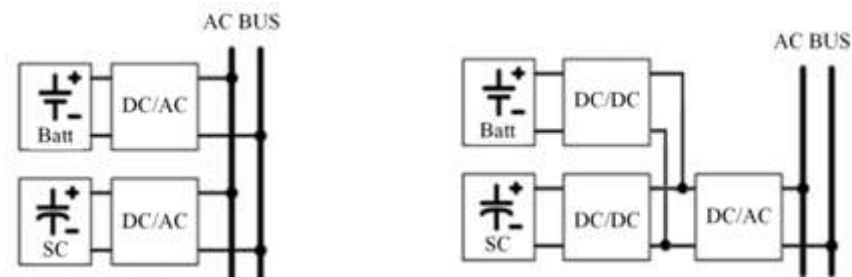 AC BUS
+
DC/AC
-
Batt
+
DC/AC
-
SC
AC BUS
+
DC/DC
-
Batt
+
DC/DC
-
SC
DC/AC